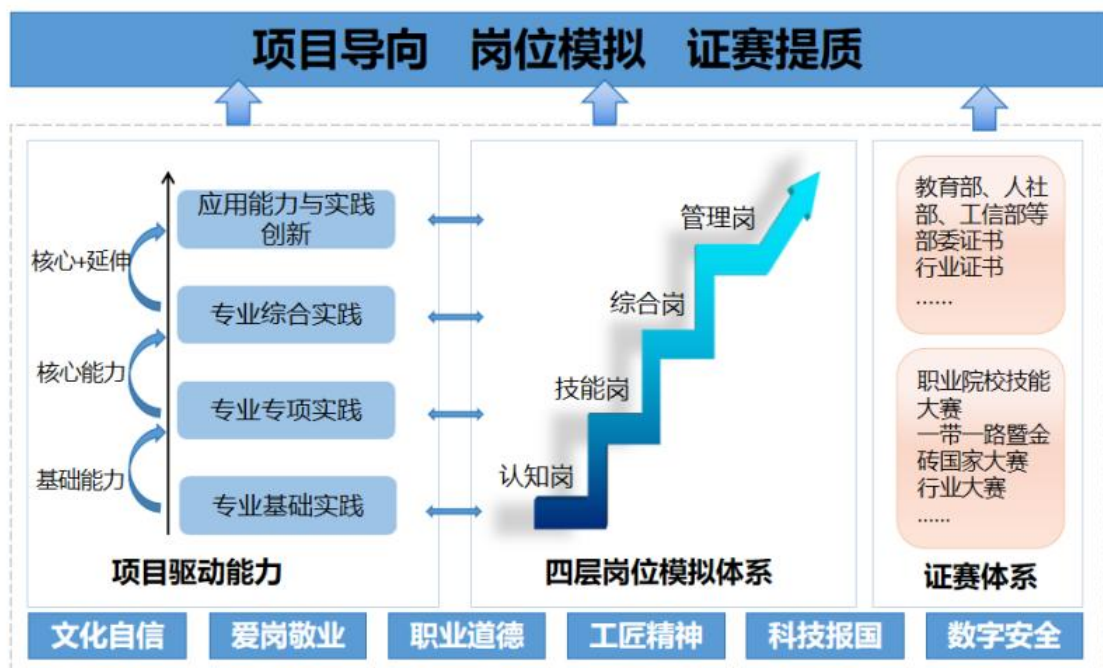 项目导向 岗位模拟 证赛提质
应用能力与实践
创新
核心+延伸
专业综合实践
核心能力
专业专项实践
基础能力
专业基础实践
项目驱动能力
管理岗
综合岗
技能岗
认知岗
四层岗位模拟体系
教育部、人社
部、工信部等
部委证书
行业证书
......
职业院校技能
大赛
一带一路暨金
砖国家大赛
行业大赛
......
证赛体系
文化自信 爱岗敬业 职业道德 工匠精神 科技报国 数字安全